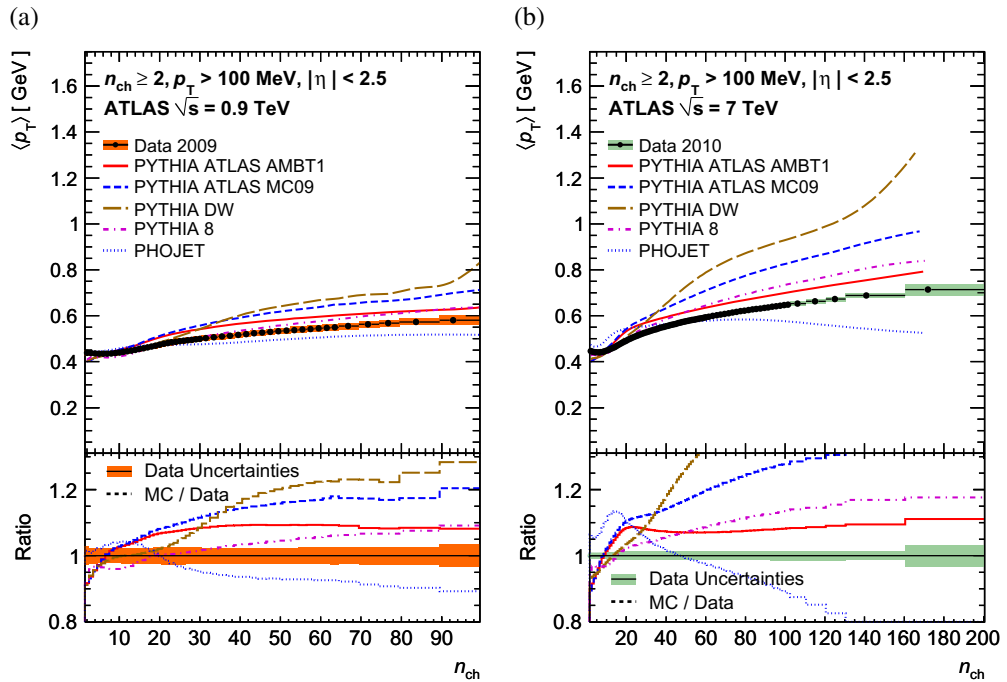 (a)
⟨p_T⟩ [ GeV ]
1.6
1.4
1.2
1
0.8
0.6
0.4
0.2
n_ch ≥ 2, p_T > 100 MeV, | η | < 2.5
ATLAS √s = 0.9 TeV
Data 2009
PYTHIA ATLAS AMBT1
PYTHIA ATLAS MC09
PYTHIA DW
PYTHIA 8
PHOJET
Ratio
1.2
1
0.8
Data Uncertainties
MC / Data
10 20 30 40 50 60 70 80 90
n_ch
(b)
⟨p_T⟩ [ GeV ]
1.6
1.4
1.2
1
0.8
0.6
0.4
0.2
n_ch ≥ 2, p_T > 100 MeV, | η | < 2.5
ATLAS √s = 7 TeV
Data 2010
PYTHIA ATLAS AMBT1
PYTHIA ATLAS MC09
PYTHIA DW
PYTHIA 8
PHOJET
Ratio
1.2
1
0.8
Data Uncertainties
MC / Data
20 40 60 80 100 120 140 160 180 200
n_ch